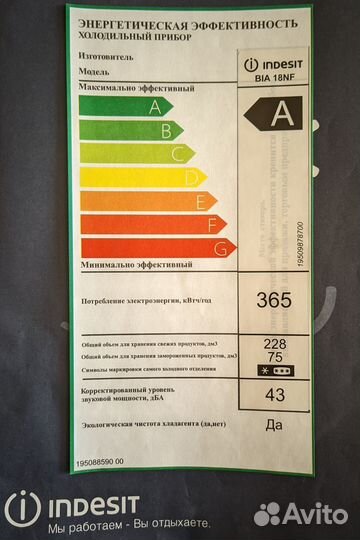 ЭНЕРГЕТИЧЕСКАЯ ЭФФЕКТИВНОСТЬ
ХОЛОДИЛЬНЫЙ ПРИБОР
Изготовитель
INDESIT
Модель
BIA 18NF
Максимально эффективный
A
A
B
C
D
E
F
G
19509878700
Минимально эффективный
Потребление электроэнергии, кВтч/год
365
Общий объем для хранения свежих продуктов, дм3
228
Общий объем для хранения замороженных продуктов, дм3
75
Символы маркировки самого холодного отделения
Корректированный уровень
звуковой мощности, дБА
43
Экологическая чистота хладагента (да,нет)
Да
195088590 00
INDESIT
Мы работаем - Вы отдыхаете.
Avito